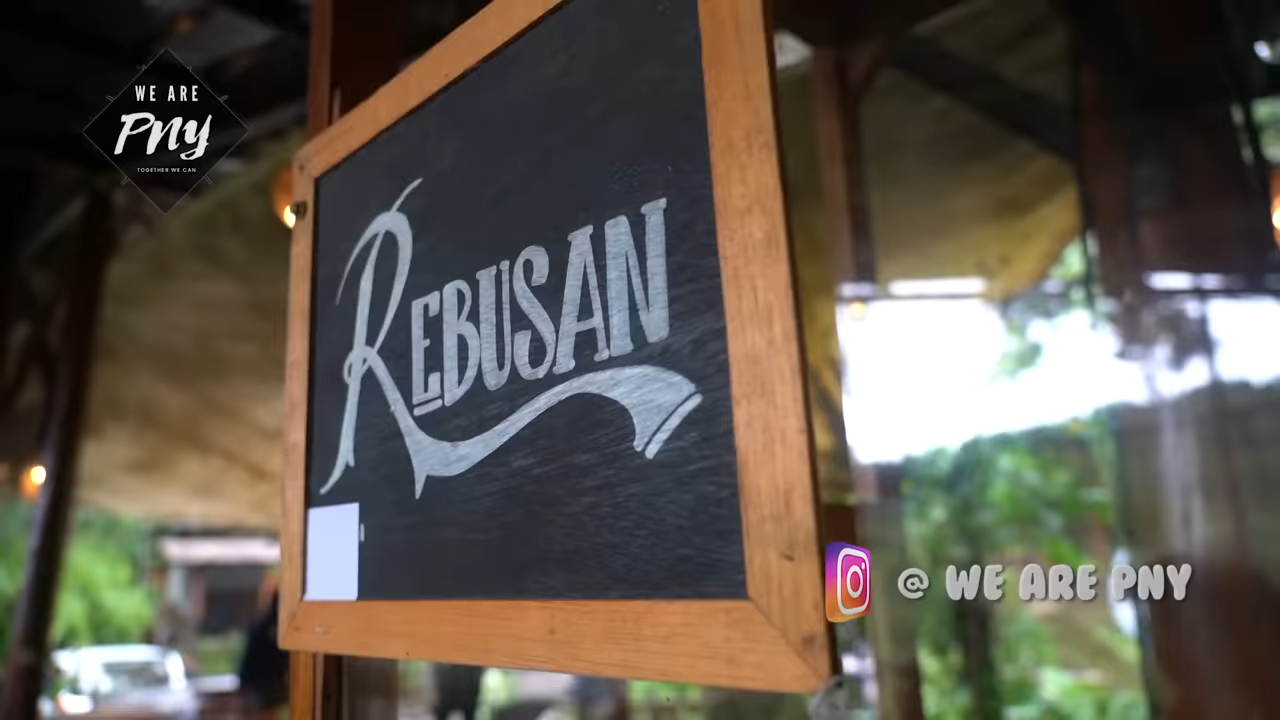 WE ARE
Pny
TOGETHER WE CAN
REBUSAN
@ WE ARE PNY